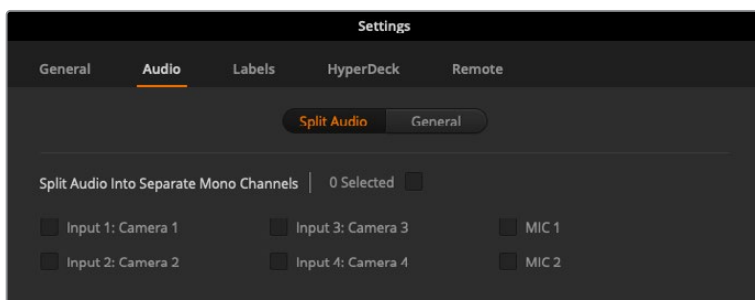 Settings
General Audio Labels HyperDeck Remote
Split Audio General
Split Audio Into Separate Mono Channels 0 Selected
Input 1: Camera 1 Input 3: Camera 3 MIC 1
Input 2: Camera 2 Input 4: Camera 4 MIC 2